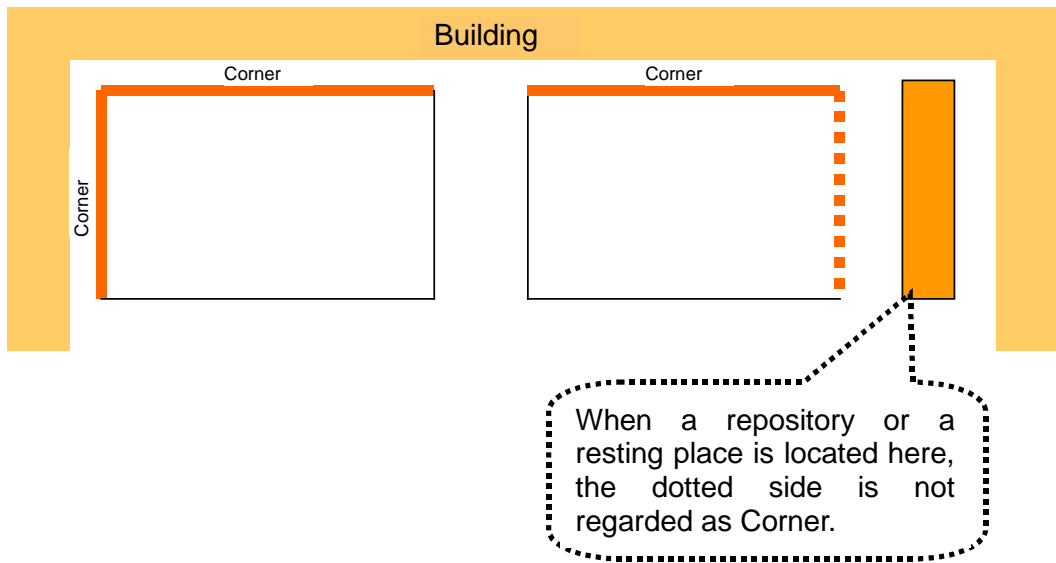 Building
Corner
Corner
Corner
When a repository or a
resting place is located here,
the dotted side is not
regarded as Corner.